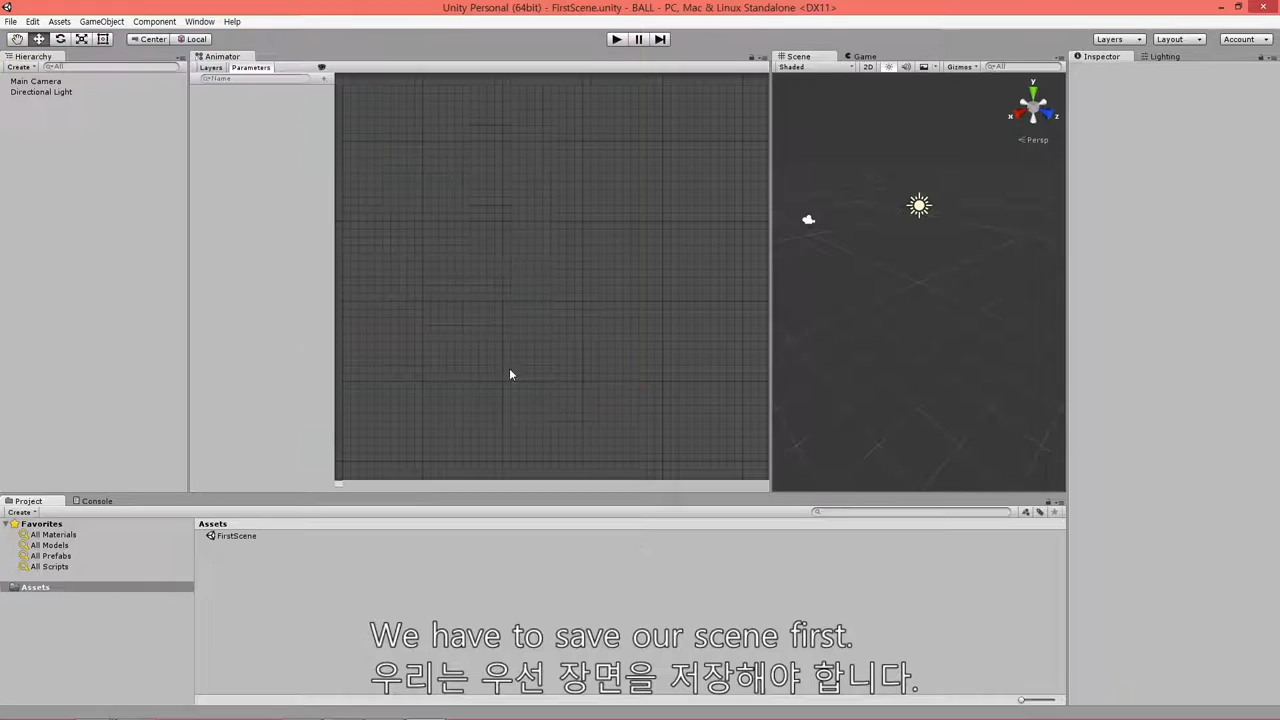 Unity Personal (64bit) - FirstScene.unity - BALL - PC, Mac & Linux Standalone <DX11>
File Edit Assets GameObject Component Window Help
Center Local
Layers Layout Account
Hierarchy
Create All
Main Camera
Directional Light
Animator
Layers Parameters
Name
Scene Game
Shaded 2D Gizmos All
y
x z
Persp
Inspector Lighting
Project Console
Create
Favorites
All Materials
All Models
All Prefabs
All Scripts
Assets
Assets
FirstScene
We have to save our scene first.
우리는 우선 장면을 저장해야 합니다.